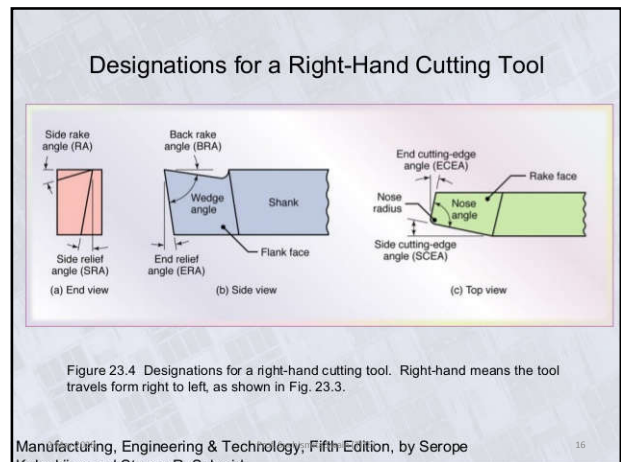 Designations for a Right-Hand Cutting Tool
Side rake
angle (RA)
Side relief
angle (SRA)
(a) End view
Back rake
angle (BRA)
Wedge
angle
Shank
Flank face
End relief
angle (ERA)
(b) Side view
End cutting-edge
angle (ECEA)
Rake face
Nose
radius
Nose
angle
Side cutting-edge
angle (SCEA)
(c) Top view
Figure 23.4 Designations for a right-hand cutting tool. Right-hand means the tool
travels form right to left, as shown in Fig. 23.3.
Manufacturing, Engineering & Technology, Fifth Edition, by Serope
16